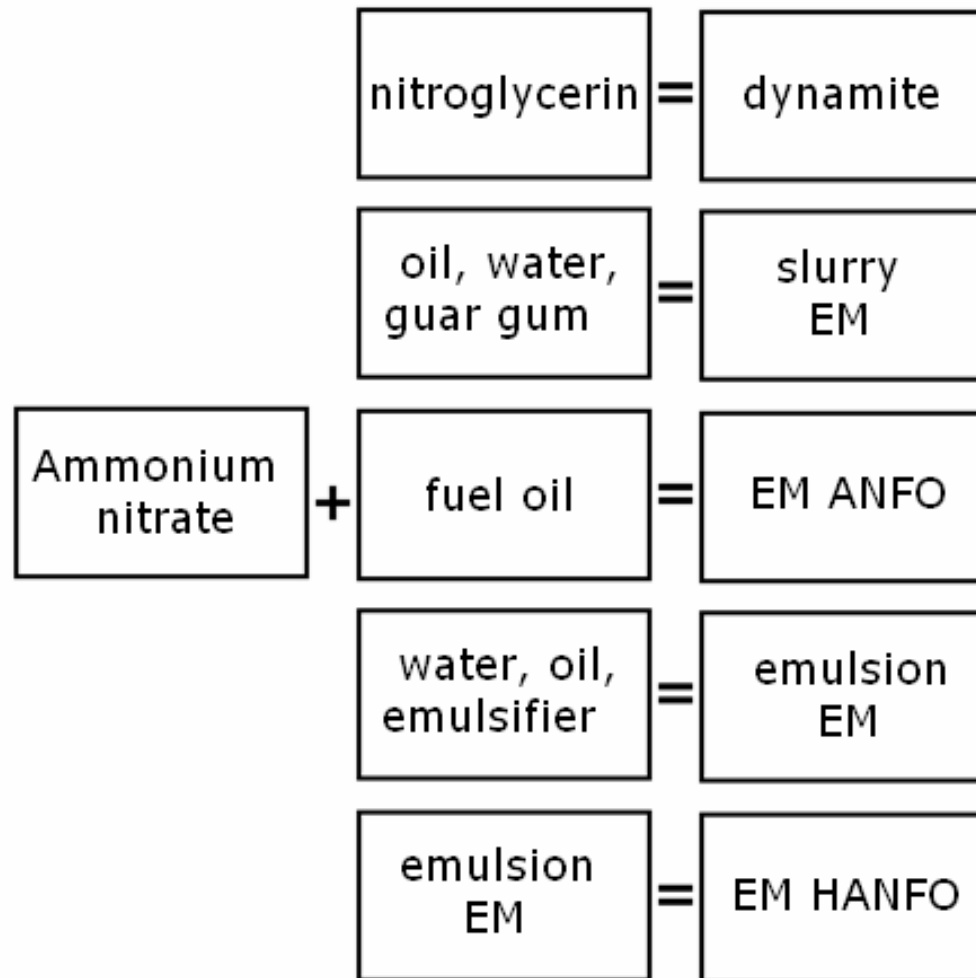 nitroglycerin = dynamite
oil, water,
guar gum
=
slurry
EM
Ammonium
nitrate
+
fuel oil
=
EM ANFO
water, oil,
emulsifier
=
emulsion
EM
emulsion
EM
=
EM HANFO